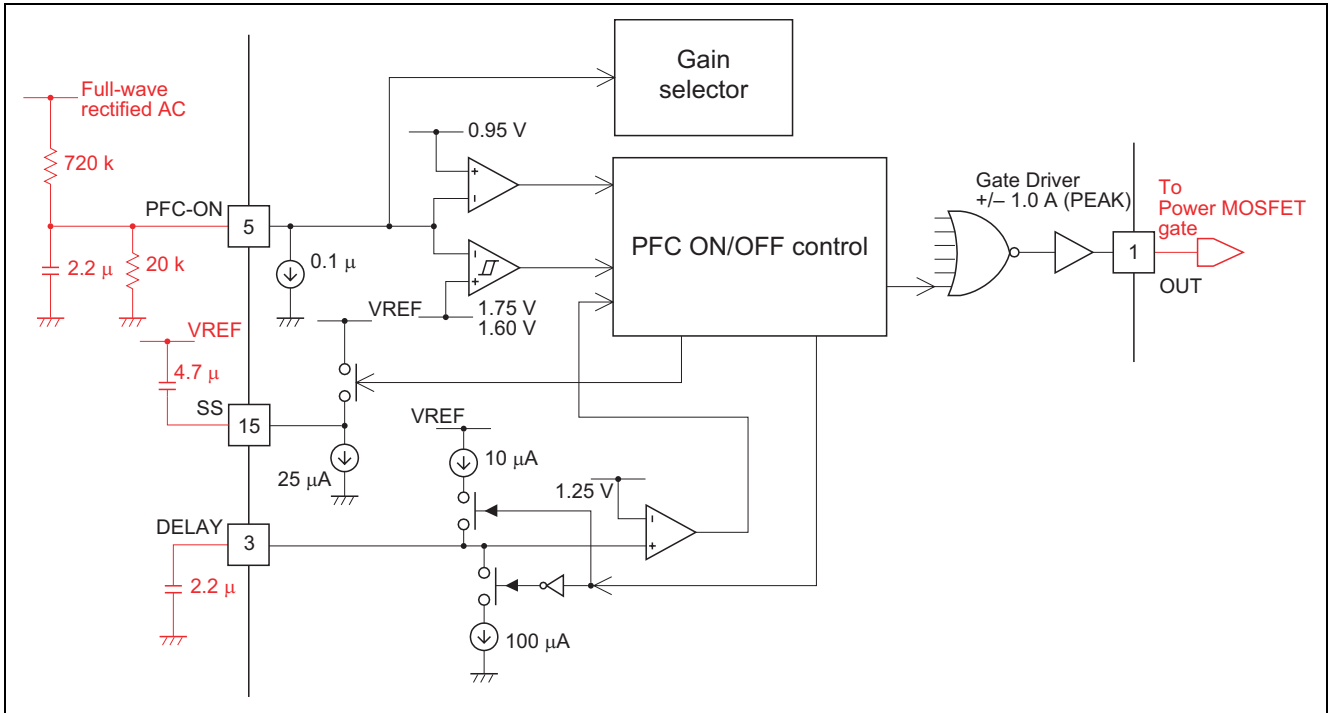 Gain
selector
Full-wave
rectified AC
0.95 V
720 k
Gate Driver
+/– 1.0 A (PEAK)
To
Power MOSFET
gate
PFC-ON
5
PFC ON/OFF control
1
OUT
2.2 μ
20 k
0.1 μ
VREF
1.75 V
1.60 V
VREF
4.7 μ
SS
15
VREF
25 μA
10 μA
1.25 V
DELAY
3
2.2 μ
100 μA
+
-
-
+
-
+